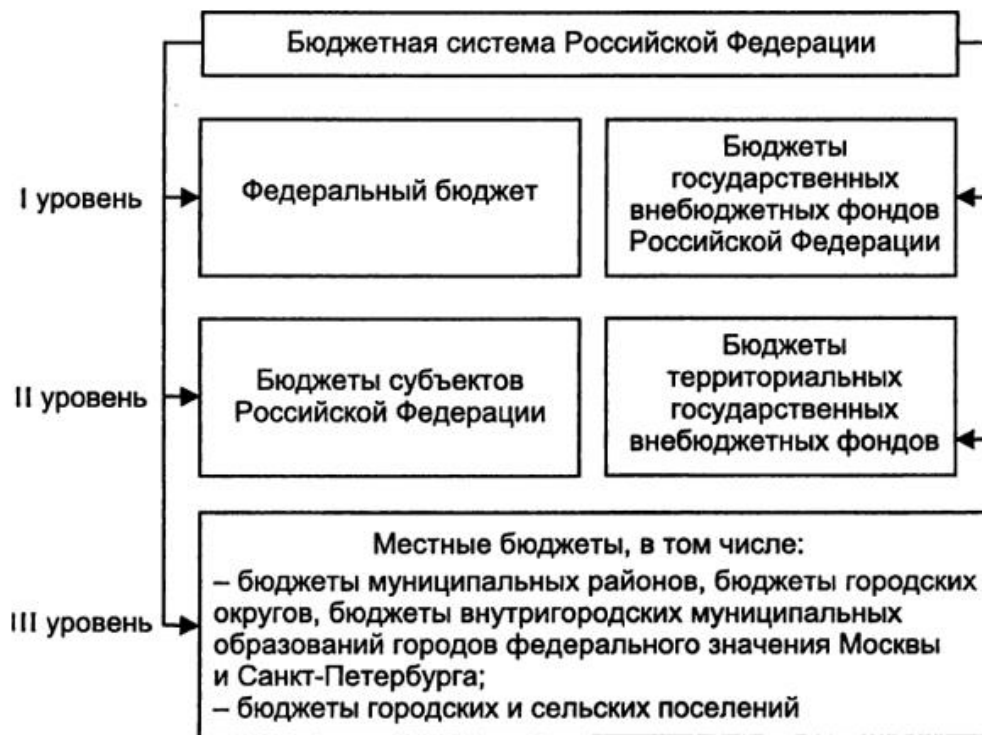 Бюджетная система Российской Федерации
I уровень
Федеральный бюджет
Бюджеты
государственных
внебюджетных фондов
Российской Федерации
II уровень
Бюджеты субъектов
Российской Федерации
Бюджеты
территориальных
государственных
внебюджетных фондов
III уровень
Местные бюджеты, в том числе:
– бюджеты муниципальных районов, бюджеты городских
округов, бюджеты внутригородских муниципальных
образований городов федерального значения Москвы
и Санкт-Петербурга;
– бюджеты городских и сельских поселений